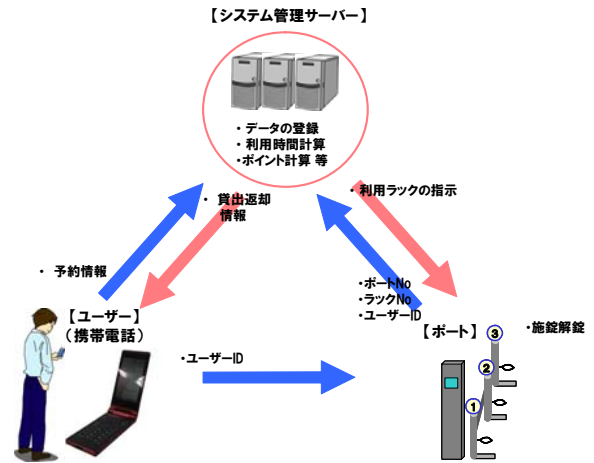 【システム管理サーバー】
・ データの登録
・ 利用時間計算
・ポイント計算 等
・ 貸出返却
情報
・ 利用ラックの指示
・ 予約情報
・ポートNo
・ラックNo
・ユーザーID
【ユーザー】
（携帯電話）
【ポート】
③
・施錠解錠
・ユーザーID
②
①